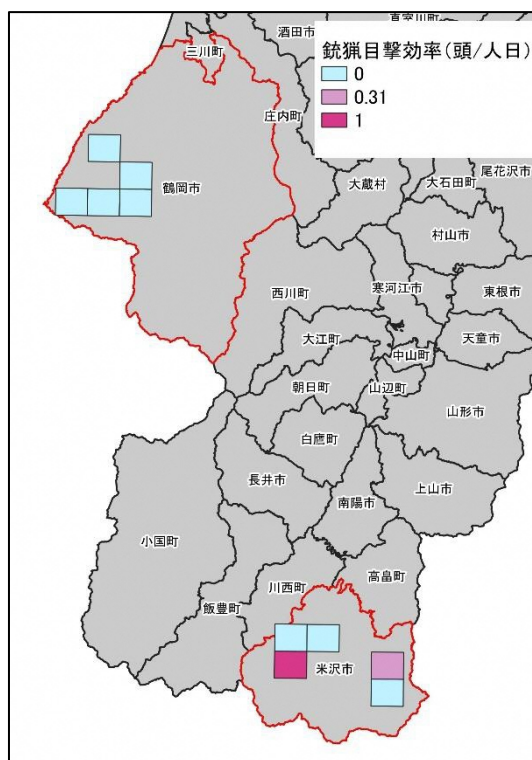 酒田市
真室川町
銃猟目撃効率(頭/人日)
0
0.31
1
三川町
庄内町
鶴岡市
大蔵村
大石田町
尾花沢市
村山市
西川町
寒河江市
東根市
大江町
天童市
中山町
朝日町
山辺町
山形市
白鷹町
長井市
上山市
南陽市
小国町
高畠町
川西町
飯豊町
米沢市